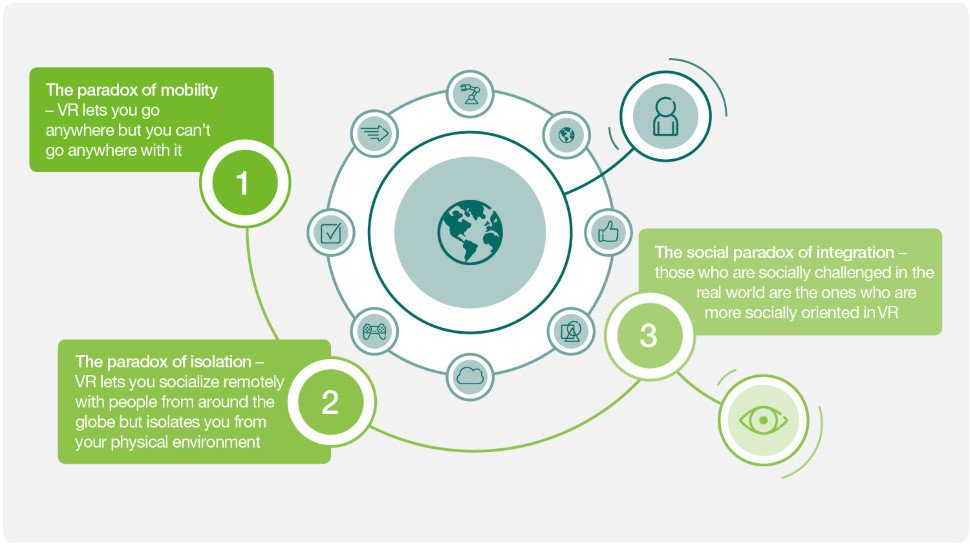 The paradox of mobility
– VR lets you go
anywhere but you can't
go anywhere with it
1
The paradox of isolation –
VR lets you socialize remotely
with people from around the
globe but isolates you from
your physical environment
2
The social paradox of integration –
those who are socially challenged in the
real world are the ones who are
more socially oriented in VR
3